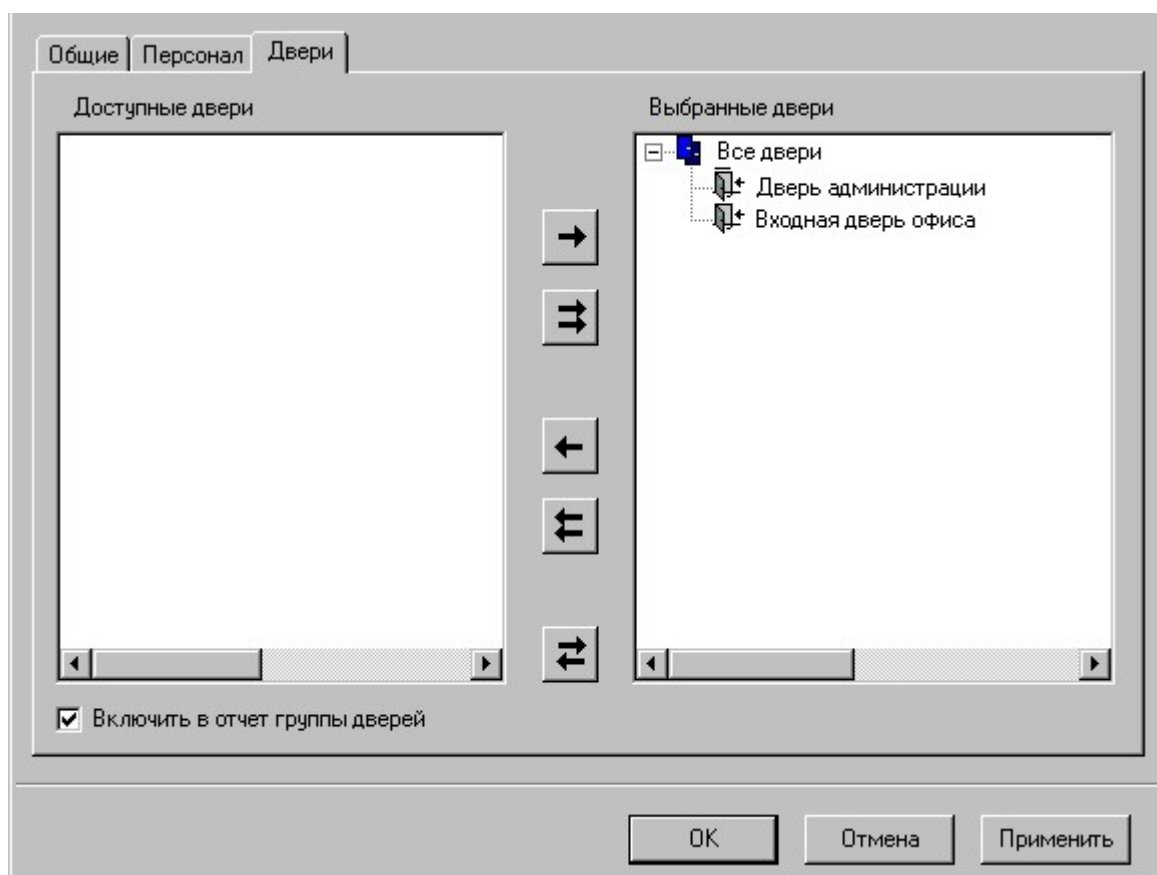 Общие Персонал Двери
Доступные двери
Выбранные двери
Все двери
Дверь администрации
Входная дверь офиса
Включить в отчет группы дверей
OK Отмена Применить